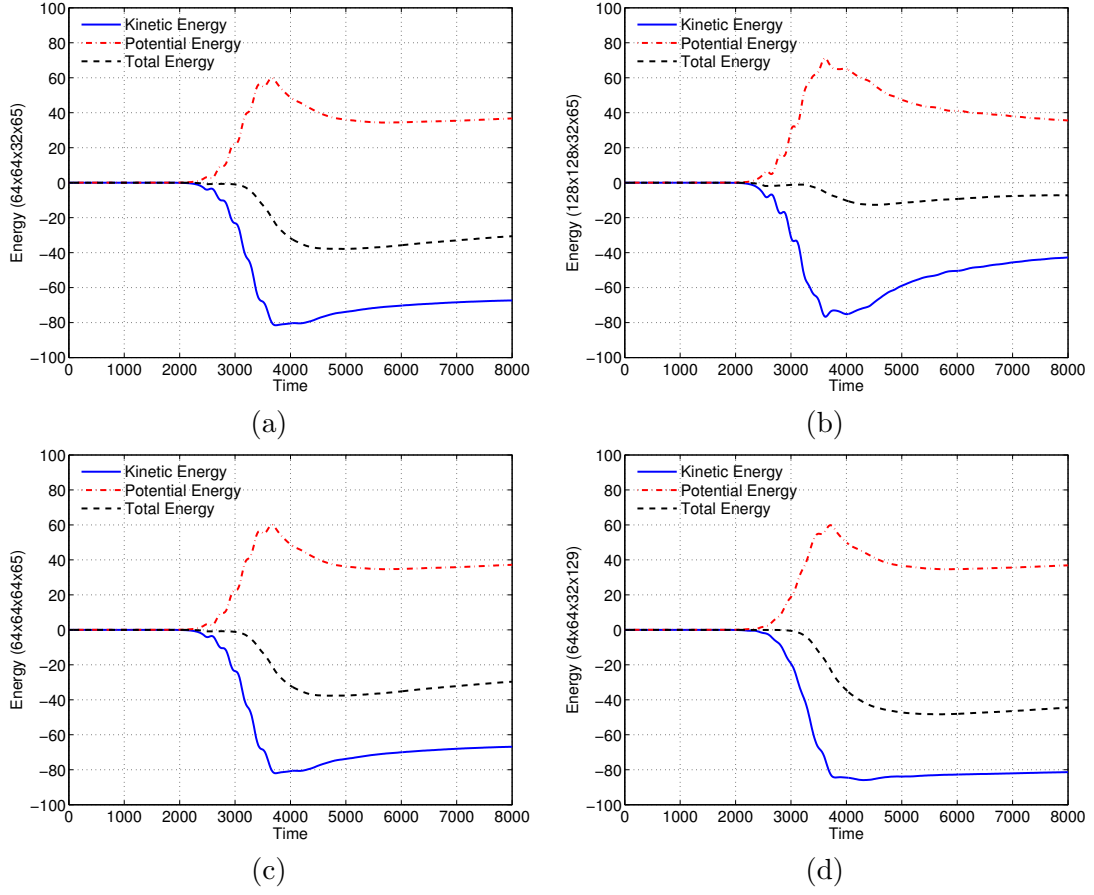 Kinetic Energy
Potential Energy
Total Energy
100
80
60
40
20
0
−20
−40
−60
−80
−100
Energy (64x64x32x65)
0 1000 2000 3000 4000 5000 6000 7000 8000
Time
(a)
Kinetic Energy
Potential Energy
Total Energy
100
80
60
40
20
0
−20
−40
−60
−80
−100
Energy (128x128x32x65)
0 1000 2000 3000 4000 5000 6000 7000 8000
Time
(b)
Kinetic Energy
Potential Energy
Total Energy
100
80
60
40
20
0
−20
−40
−60
−80
−100
Energy (64x64x64x65)
0 1000 2000 3000 4000 5000 6000 7000 8000
Time
(c)
Kinetic Energy
Potential Energy
Total Energy
100
80
60
40
20
0
−20
−40
−60
−80
−100
Energy (64x64x32x129)
0 1000 2000 3000 4000 5000 6000 7000 8000
Time
(d)